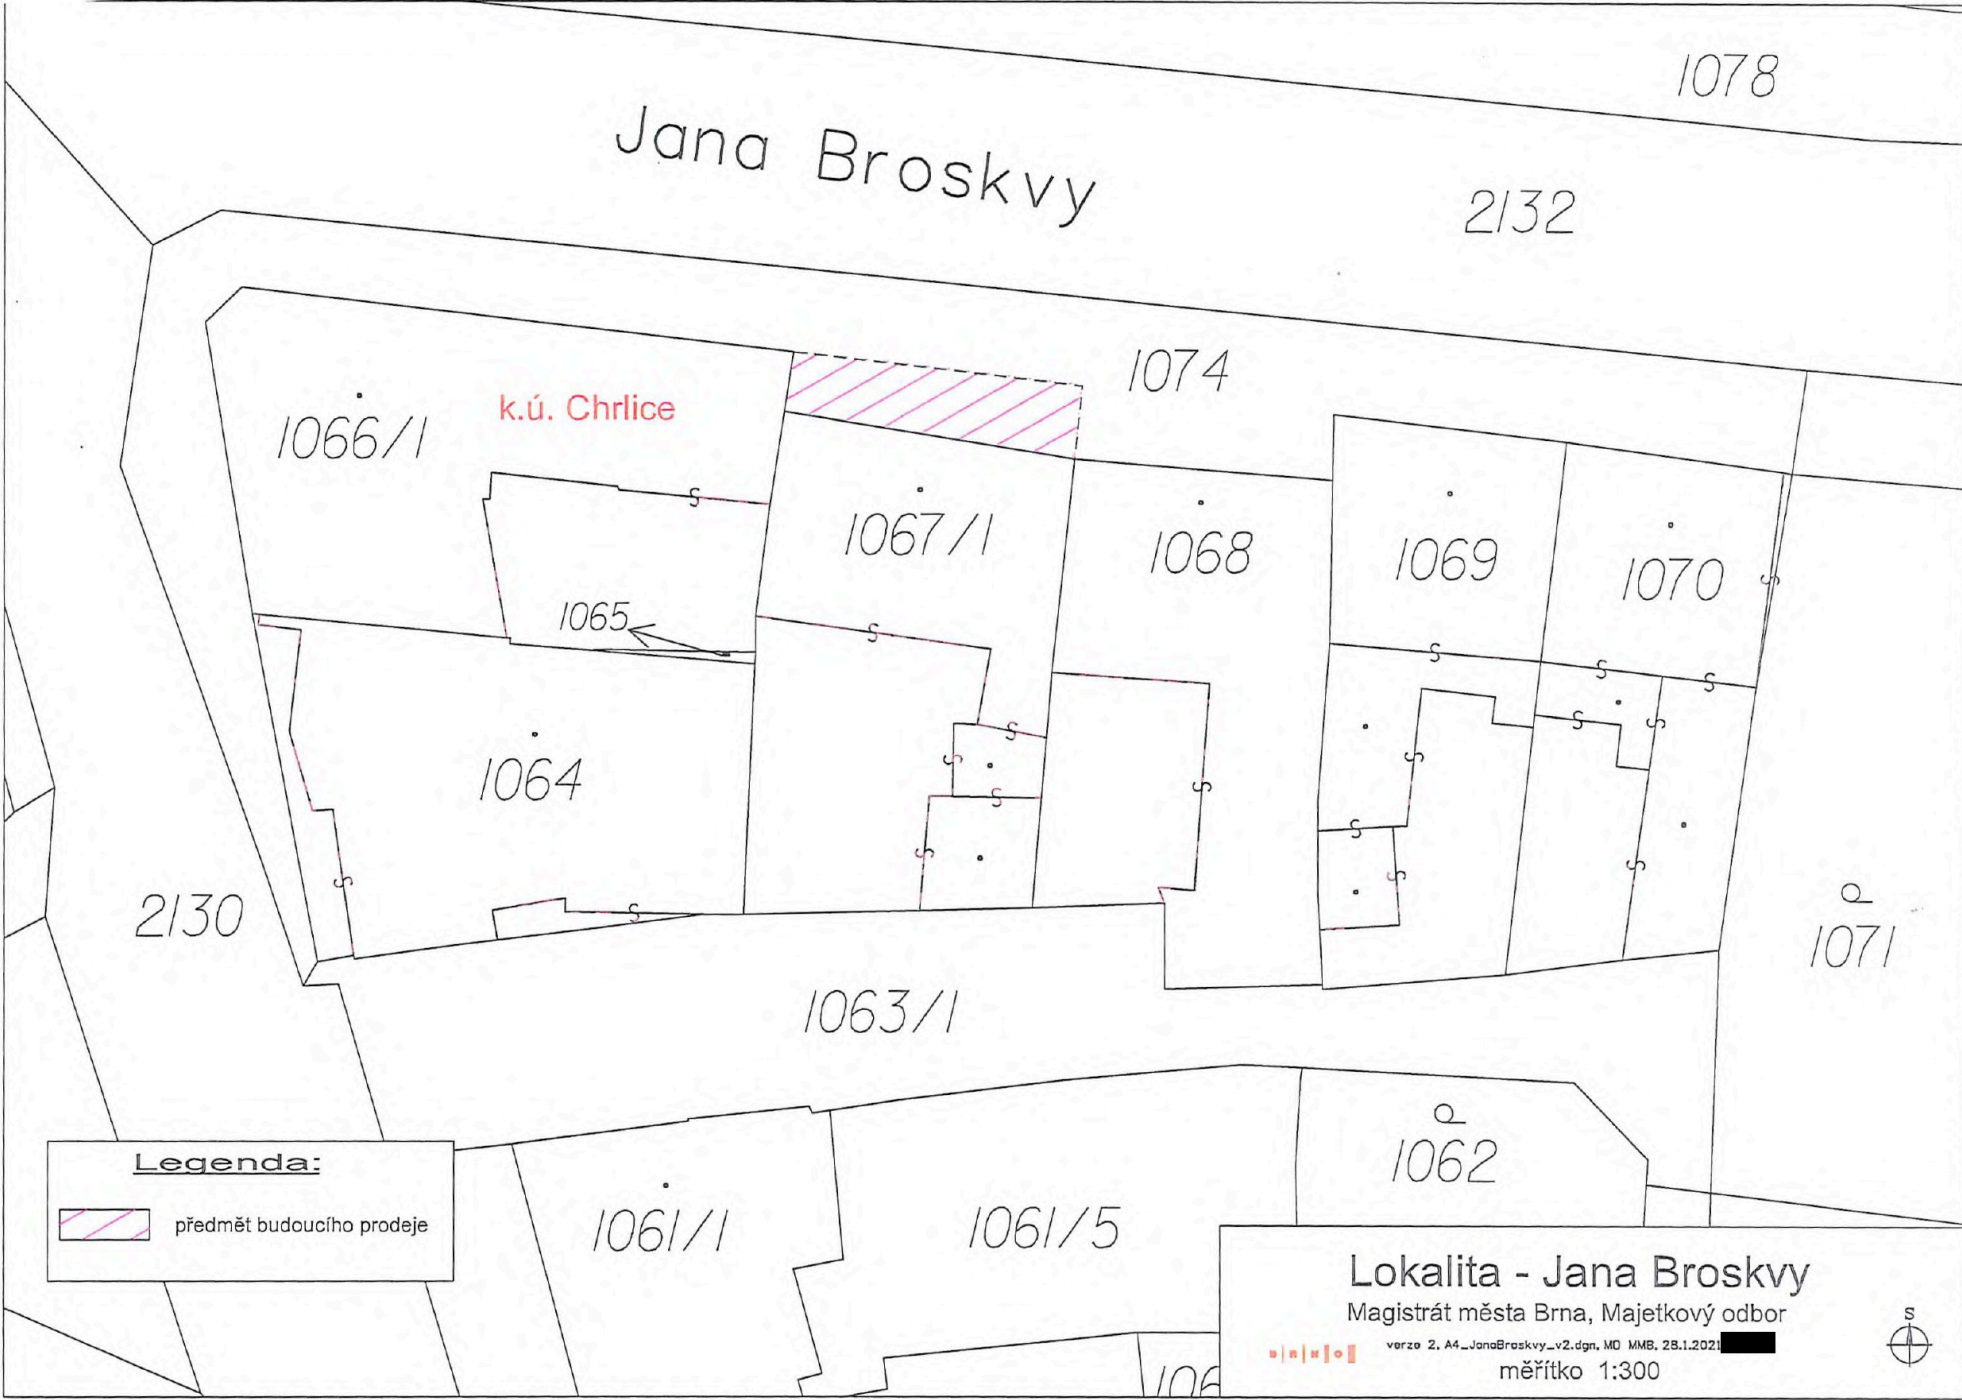 1078
Jana Broskvy
2132
1074
k.ú. Chrlice
1066/1
1067/1
1068
1069
1070
1065
1064
2130
1071
1063/1
1062
Legenda:
předmět budoucího prodeje
1061/1
1061/5
Lokalita - Jana Broskvy
Magistrát města Brna, Majetkový odbor
verze 2, A4_JanaBroskvy_v2.dgn, MO MMB, 28.1.2021
měřítko 1:300
B|R|N|O
S
106